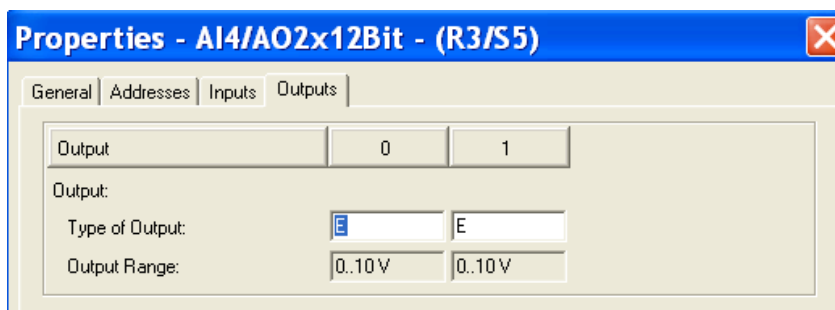 Properties - AI4/AO2x12Bit - (R3/S5)
General Addresses Inputs Outputs
Output 0 1
Output:
Type of Output: E E
Output Range: 0..10 V 0..10 V